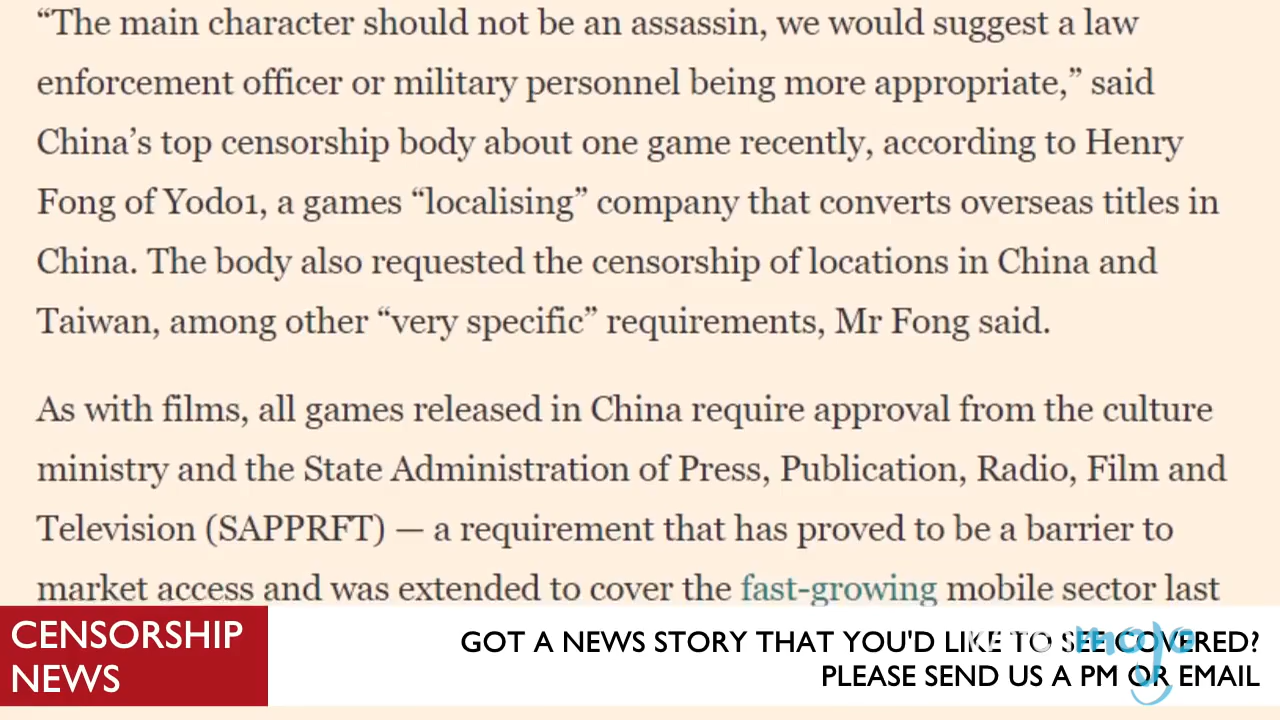 “The main character should not be an assassin, we would suggest a law
enforcement officer or military personnel being more appropriate,” said
China’s top censorship body about one game recently, according to Henry
Fong of Yodo1, a games “localising” company that converts overseas titles in
China. The body also requested the censorship of locations in China and
Taiwan, among other “very specific” requirements, Mr Fong said.
As with films, all games released in China require approval from the culture
ministry and the State Administration of Press, Publication, Radio, Film and
Television (SAPPRFT) — a requirement that has proved to be a barrier to
market access and was extended to cover the fast-growing mobile sector last
CENSORSHIP
NEWS
GOT A NEWS STORY THAT YOU'D LIKE TO SEE COVERED?
PLEASE SEND US A PM OR EMAIL
mojo